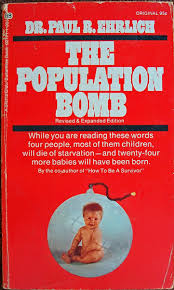 ORIGINAL 95¢
DR. PAUL R. EHRLICH
THE
POPULATION
BOMB
Revised & Expanded Edition
While you are reading these words
four people, most of them children,
will die of starvation—and twenty-four
more babies will have been born.
By the co-author of "How To Be A Survivor"